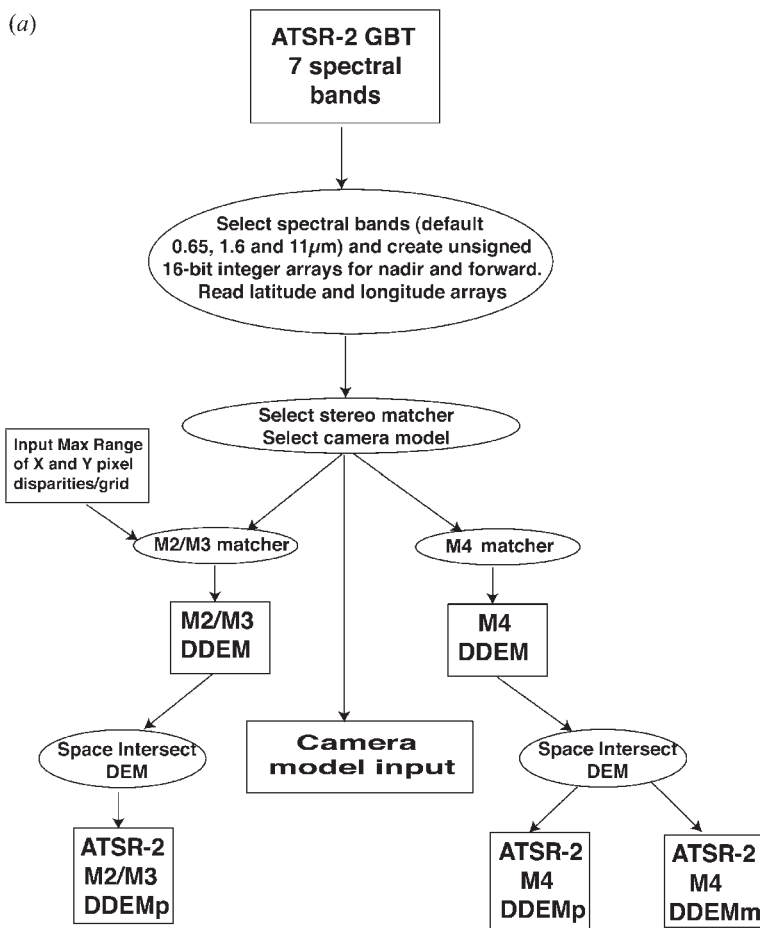 (a)
ATSR-2 GBT
7 spectral
bands
Select spectral bands (default
0.65, 1.6 and 11µm) and create unsigned
16-bit integer arrays for nadir and forward.
Read latitude and longitude arrays
Select stereo matcher
Select camera model
Input Max Range
of X and Y pixel
disparities/grid
M2/M3 matcher
M4 matcher
M2/M3
DDEM
M4
DDEM
Space Intersect
DEM
Camera
model input
Space Intersect
DEM
ATSR-2
M2/M3
DDEMp
ATSR-2
M4
DDEMp
ATSR-2
M4
DDEMm